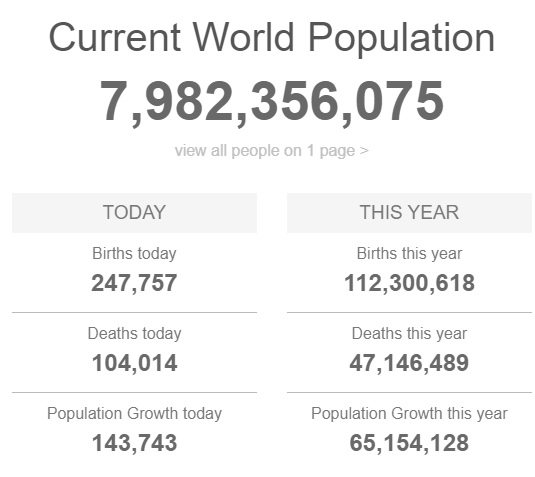 Current World Population
7,982,356,075
view all people on 1 page >
TODAY
Births today
247,757
Deaths today
104,014
Population Growth today
143,743
THIS YEAR
Births this year
112,300,618
Deaths this year
47,146,489
Population Growth this year
65,154,128